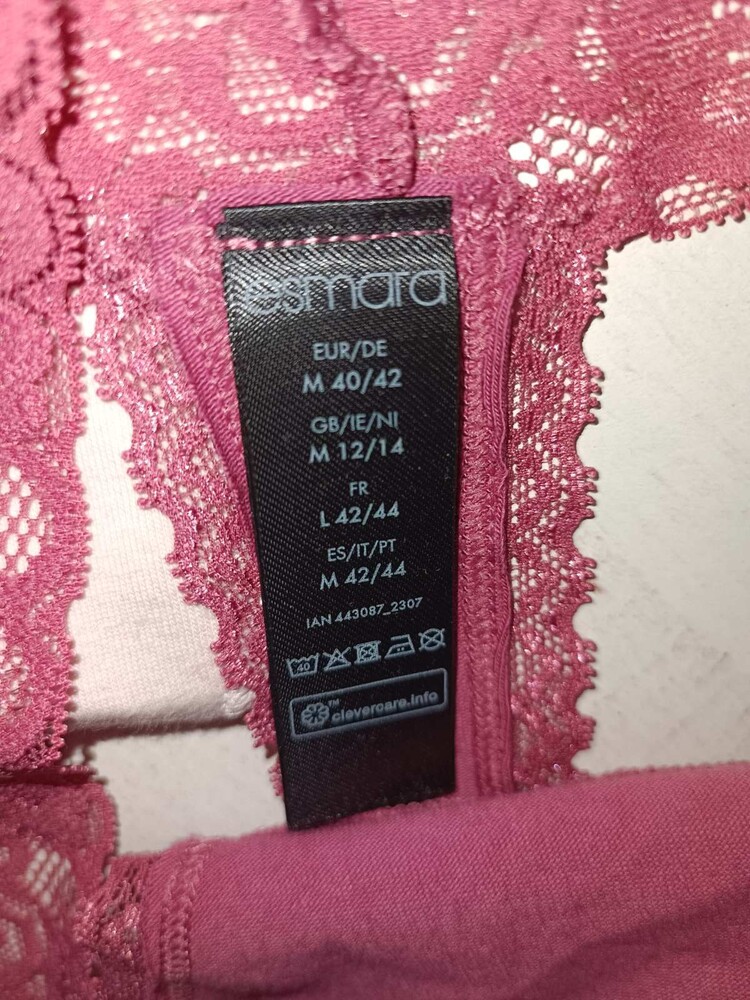 esmara
EUR/DE
M 40/42
GB/IE/NI
M 12/14
FR
L 42/44
ES/IT/PT
M 42/44
IAN 443087_2307
40
™ clevercare.info